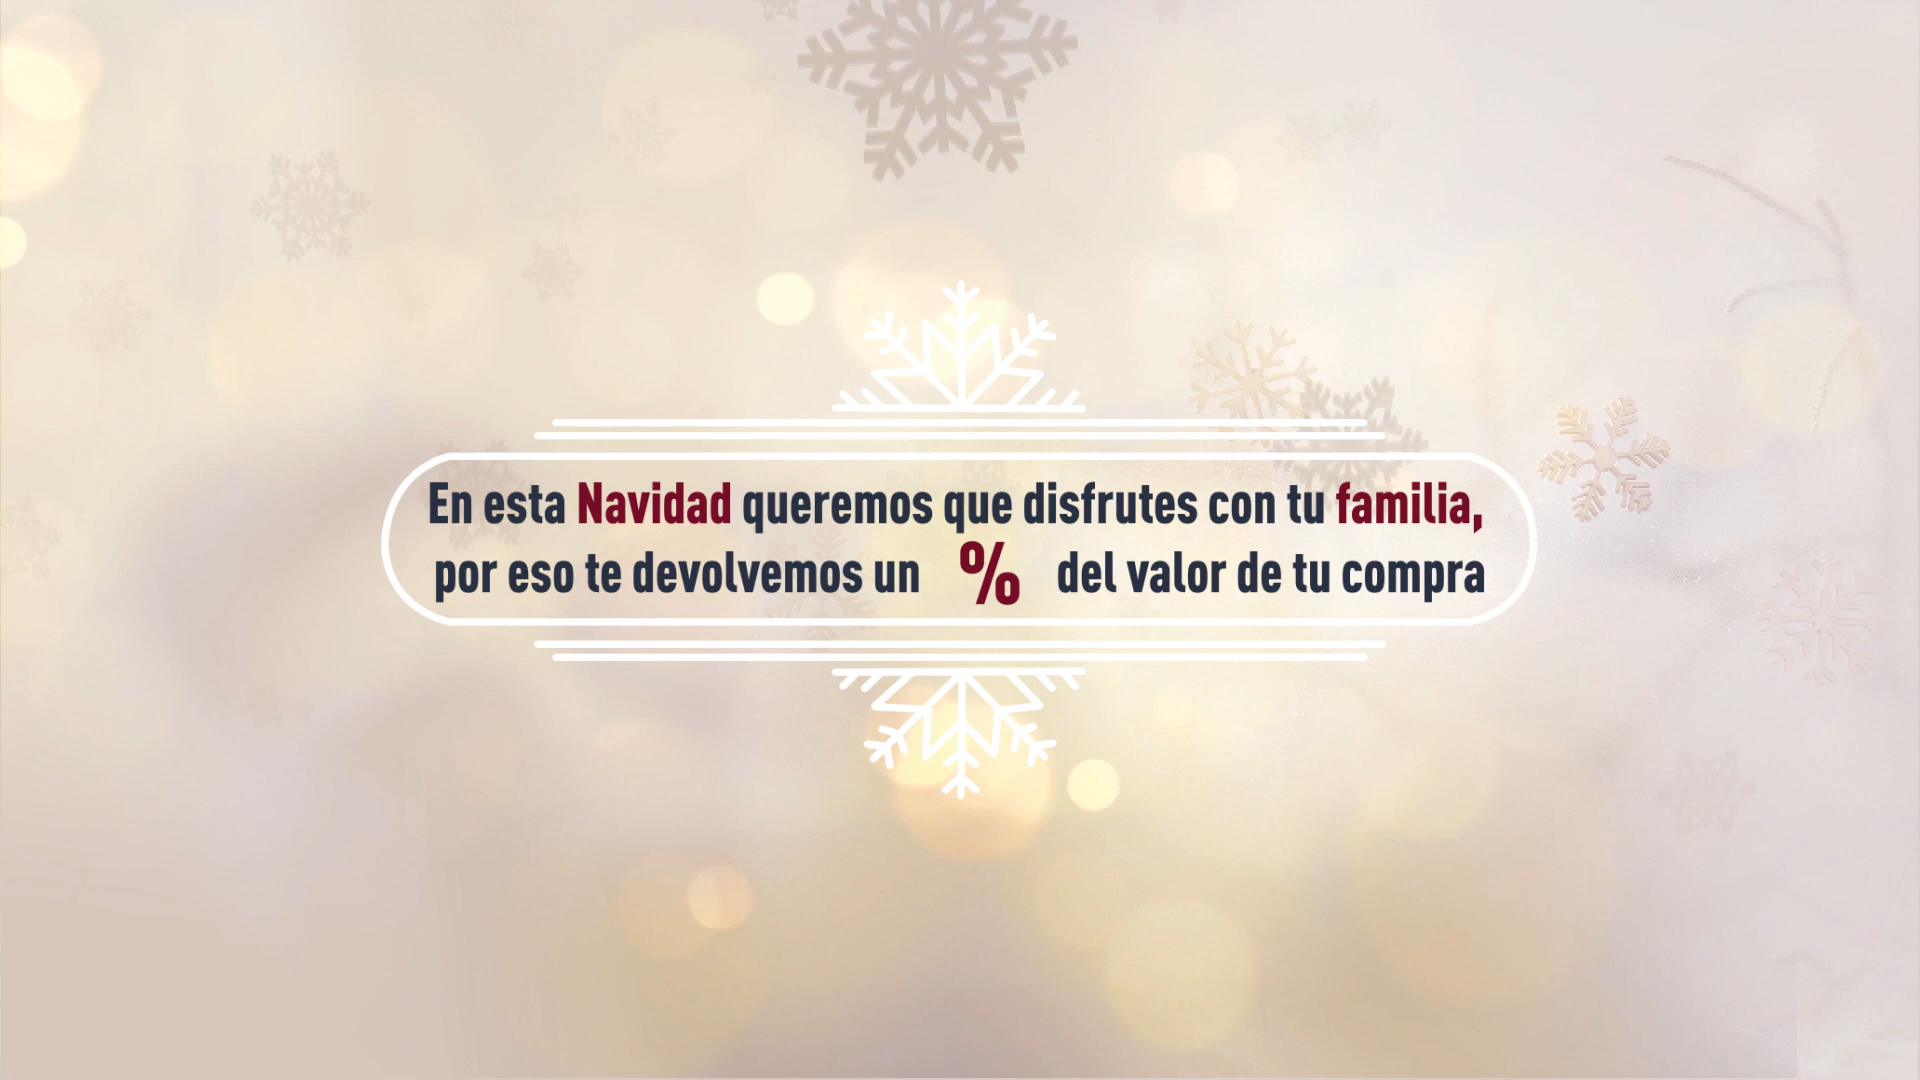 En esta Navidad queremos que disfrutes con tu familia,
por eso te devolvemos un % del valor de tu compra